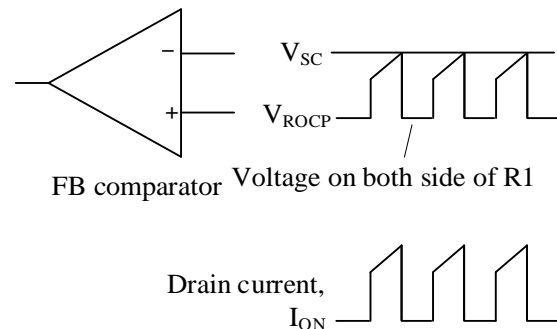 −
V_SC
+
V_ROCP
FB comparator
Voltage on both side of R1
Drain current,
I_ON